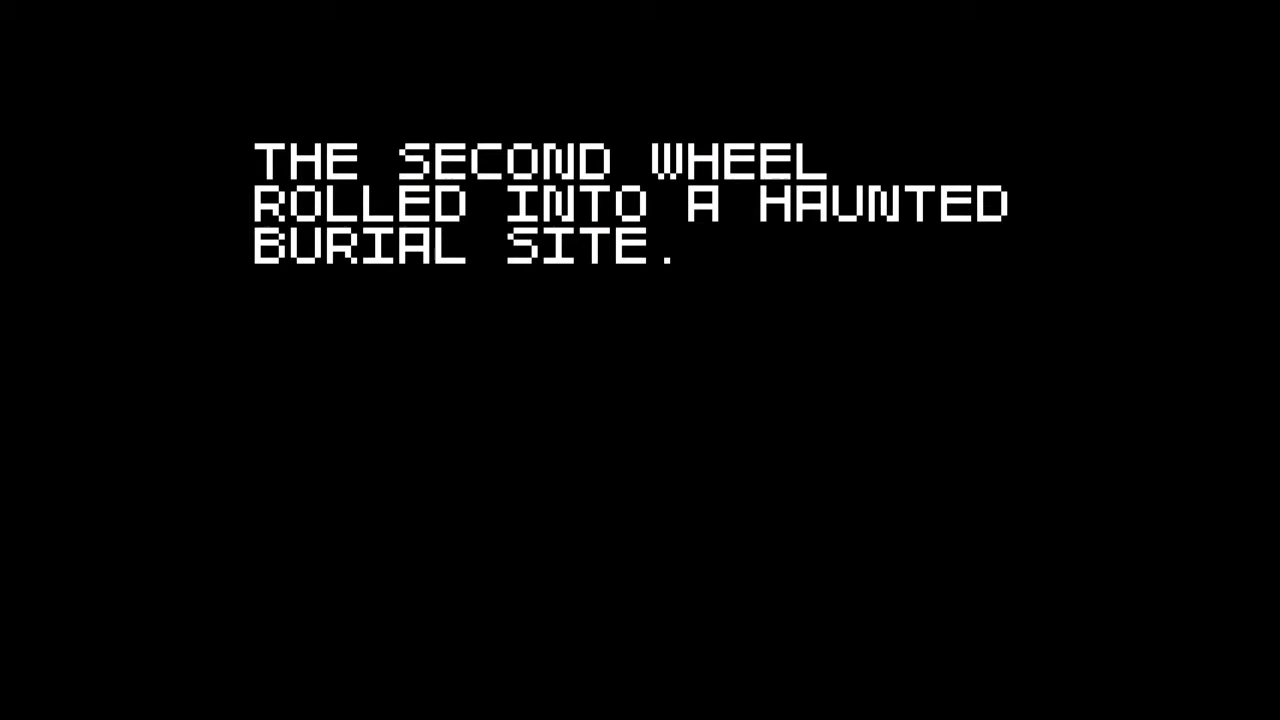 THE SECOND WHEEL
ROLLED INTO A HAUNTED
BURIAL SITE.